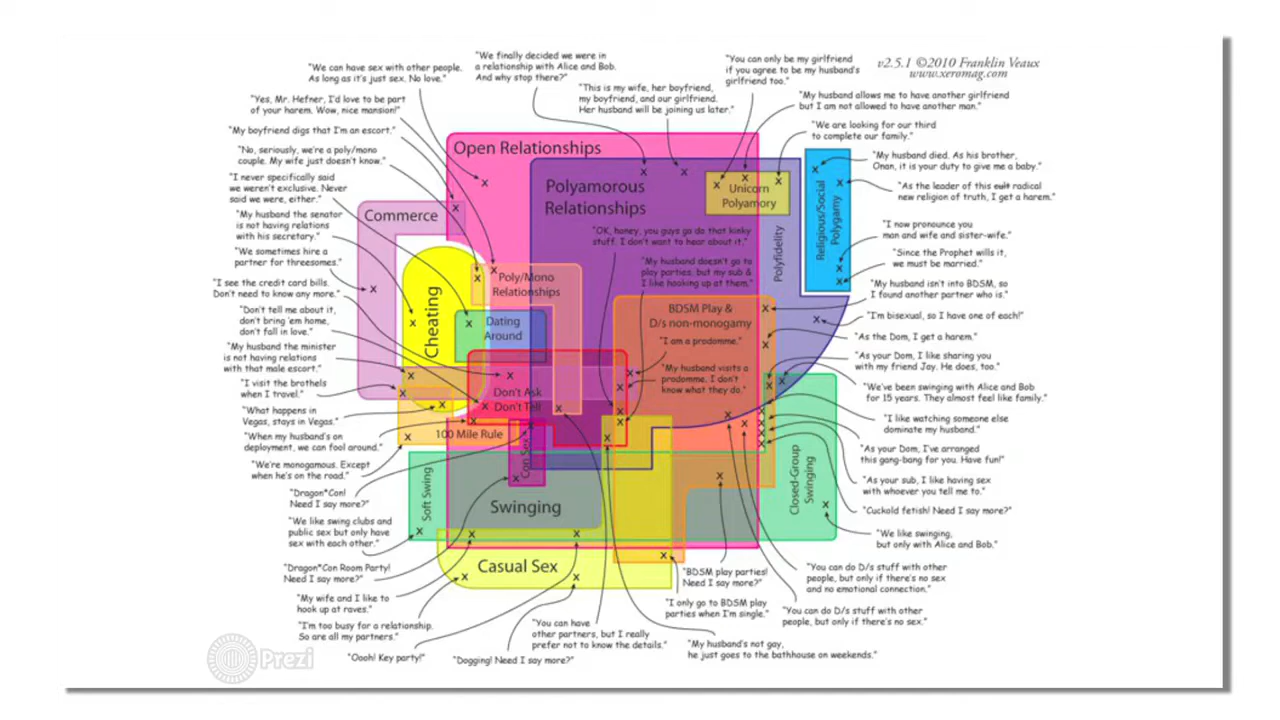 v2.5.1 ©2010 Franklin Veaux
www.xeromag.com
"We can have sex with other people.
As long as it's just sex. No love."
"We finally decided we were in
a relationship with Alice and Bob.
And why stop there?"
"This is my wife, her boyfriend,
my boyfriend, and our girlfriend.
Her husband will be joining us later."
"You can only be my girlfriend
if you agree to be my husband's
girlfriend too."
"My husband allows me to have another girlfriend
but I am not allowed to have another man."
"We are looking for our third
to complete our family."
"Yes, Mr. Hefner, I'd love to be part
of your harem. Wow, nice mansion!"
"My boyfriend digs that I'm an escort."
"No, seriously, we're a poly/mono
couple. My wife just doesn't know."
"I never specifically said
we weren't exclusive. Never
said we were, either."
"My husband the senator
is not having relations
with his secretary."
"We sometimes hire a
partner for threesomes."
"I see the credit card bills.
Don't need to know any more."
"Don't tell me about it,
don't bring 'em home,
don't fall in love."
"My husband the minister
is not having relations
with that male escort."
"I visit the brothels
when I travel."
"What happens in
Vegas, stays in Vegas."
"When my husband's on
deployment, we can fool around."
"We're monogamous. Except
when he's on the road."
"Dragon*Con!
Need I say more?"
"We like swing clubs and
public sex but only have
sex with each other."
"Dragon*Con Room Party!
Need I say more?"
"My wife and I like to
hook up at raves."
"I'm too busy for a relationship.
So are all my partners."
"Oooh! Key party!"
"Dogging! Need I say more?"
"You can have
other partners, but I really
prefer not to know the details."
"My husband's not gay,
he just goes to the bathhouse on weekends."
"I only go to BDSM play
parties when I'm single."
"BDSM play parties!
Need I say more?"
"You can do D/s stuff with other
people, but only if there's no sex."
"You can do D/s stuff with other
people, but only if there's no sex
and no emotional connection."
"We like swinging,
but only with Alice and Bob."
"Cuckold fetish! Need I say more?"
"As your sub, I like having sex
with whoever you tell me to."
"As your Dom, I've arranged
this gang-bang for you. Have fun!"
"I like watching someone else
dominate my husband."
"We've been swinging with Alice and Bob
for 15 years. They almost feel like family."
"As your Dom, I like sharing you
with my friend Jay. He does, too."
"As the Dom, I get a harem."
"I'm bisexual, so I have one of each!"
"My husband isn't into BDSM, so
I found another partner who is."
"Since the Prophet wills it,
we must be married."
"I now pronounce you
man and wife and sister-wife."
"As the leader of this cult radical
new religion of truth, I get a harem."
"My husband died. As his brother,
Onan, it is your duty to give me a baby."
Open Relationships
Polyamorous
Relationships
Unicorn
Polyamory
Religious/Social
Polygamy
Polyfidelity
Commerce
Cheating
Poly/Mono
Relationships
Dating
Around
"OK, honey, you guys go do that kinky
stuff. I don't want to hear about it."
"My husband doesn't go to
play parties, but my sub &
I like hooking up at them."
BDSM Play &
D/s non-monogamy
"I am a prodomme."
"My husband visits a
prodomme. I don't
know what they do."
Don't Ask
Don't Tell
100 Mile Rule
Con Sex
Soft Swing
Swinging
Closed-Group
Swinging
Casual Sex
Prezi